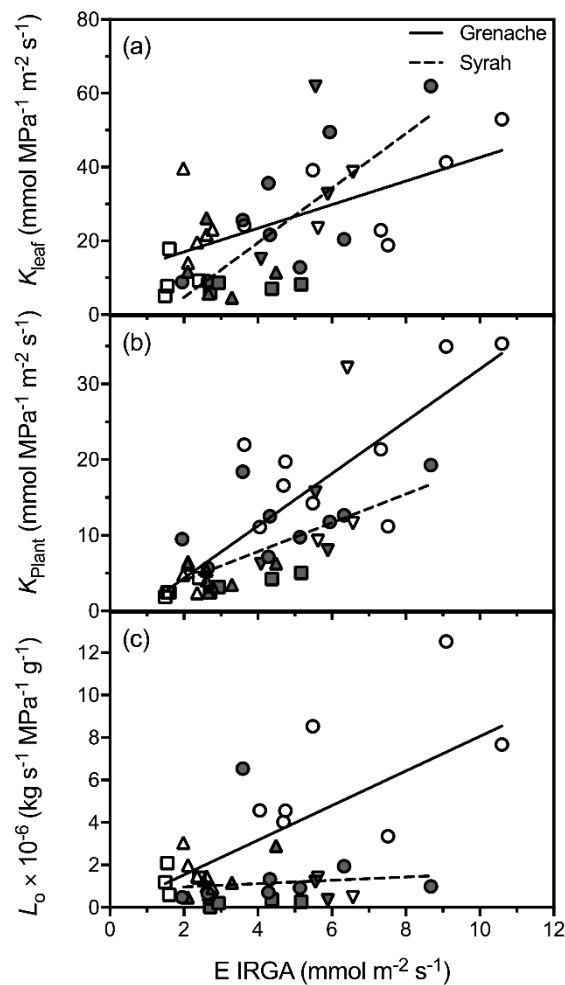 (a)
Grenache
Syrah
K_leaf (mmol MPa⁻¹ m⁻² s⁻¹)
80
60
40
20
0
(b)
K_Plant (mmol MPa⁻¹ m⁻² s⁻¹)
30
20
10
0
(c)
L_o × 10⁻⁶ (kg s⁻¹ MPa⁻¹ g⁻¹)
12
10
8
6
4
2
0
0 2 4 6 8 10 12
E IRGA (mmol m⁻² s⁻¹)